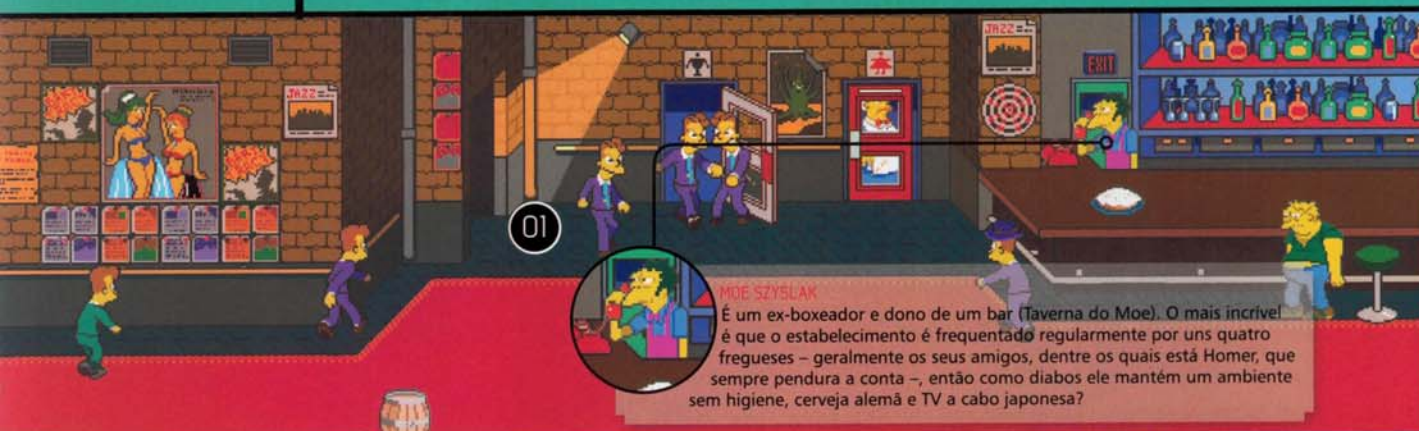 JAZZ
JAZZ
EXIT
01
MOE SZYSLAK
É um ex-boxeador e dono de um bar (Taverna do Moe). O mais incrível
é que o estabelecimento é frequentado regularmente por uns quatro
fregueses – geralmente os seus amigos, dentre os quais está Homer, que
sempre pendura a conta –, então como diabos ele mantém um ambiente
sem higiene, cerveja alemã e TV a cabo japonesa?